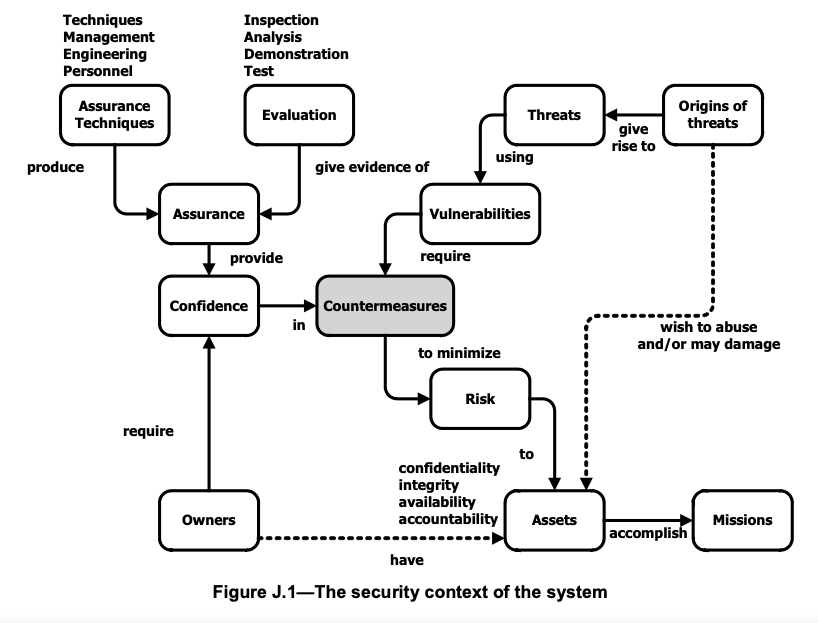 Techniques
Management
Engineering
Personnel
Inspection
Analysis
Demonstration
Test
Assurance
Techniques
Evaluation
Threats
Origins of
threats
give
rise to
using
produce
give evidence of
Assurance
Vulnerabilities
provide
require
Confidence
in
Countermeasures
wish to abuse
and/or may damage
to minimize
Risk
require
to
confidentiality
integrity
availability
accountability
Owners
Assets
accomplish
Missions
have
Figure J.1—The security context of the system